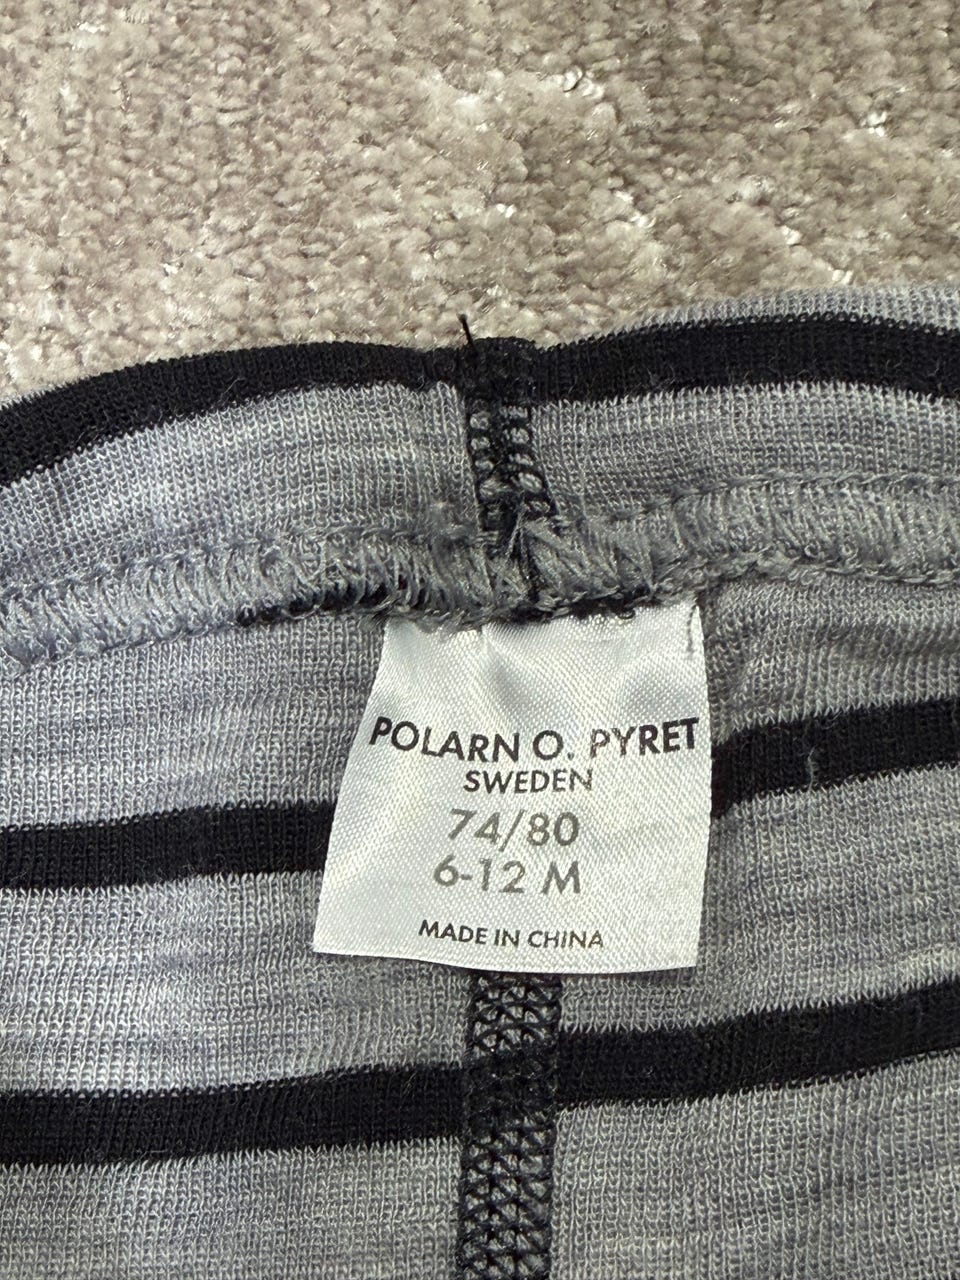 POLARN O. PYRET
SWEDEN
74/80
6-12 M
MADE IN CHINA